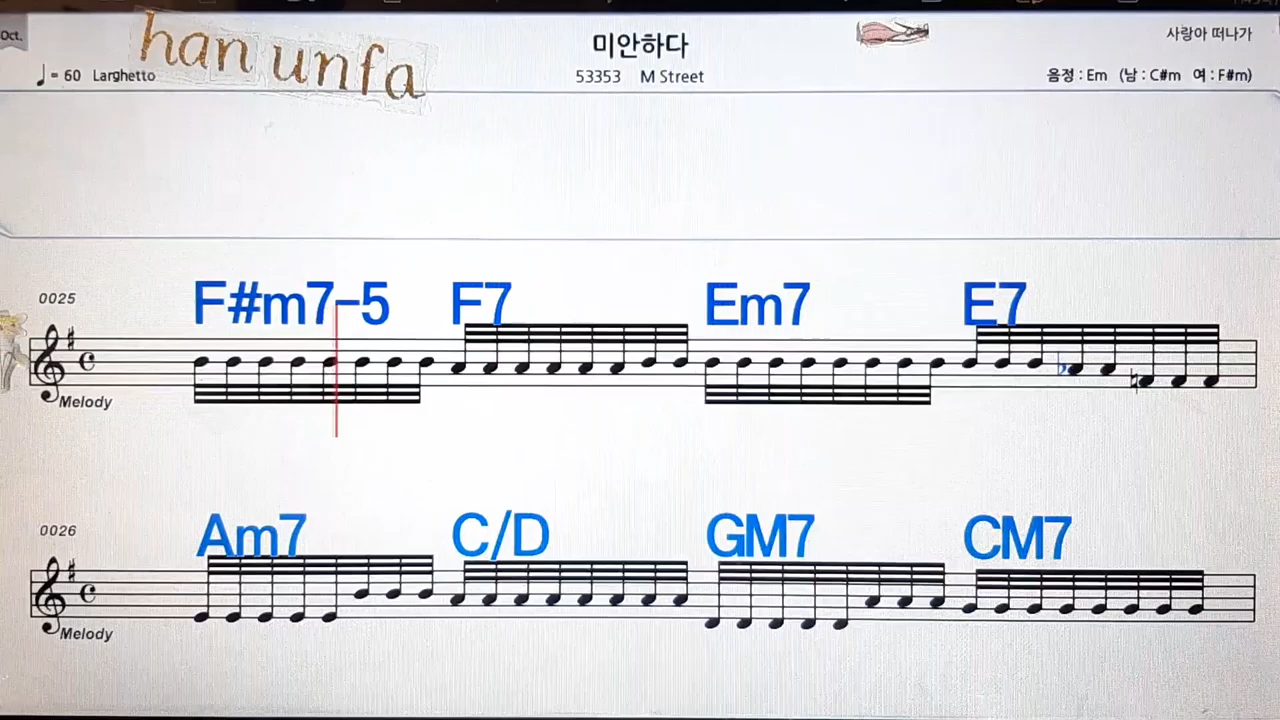 Oct.
han unfa
미안하다
사랑아 떠나가
♩= 60 Larghetto
53353 M Street
음정 : Em (남 : C#m 여 : F#m)
0025
F#m7-5 F7 Em7 E7
Melody
0026
Am7 C/D GM7 CM7
Melody